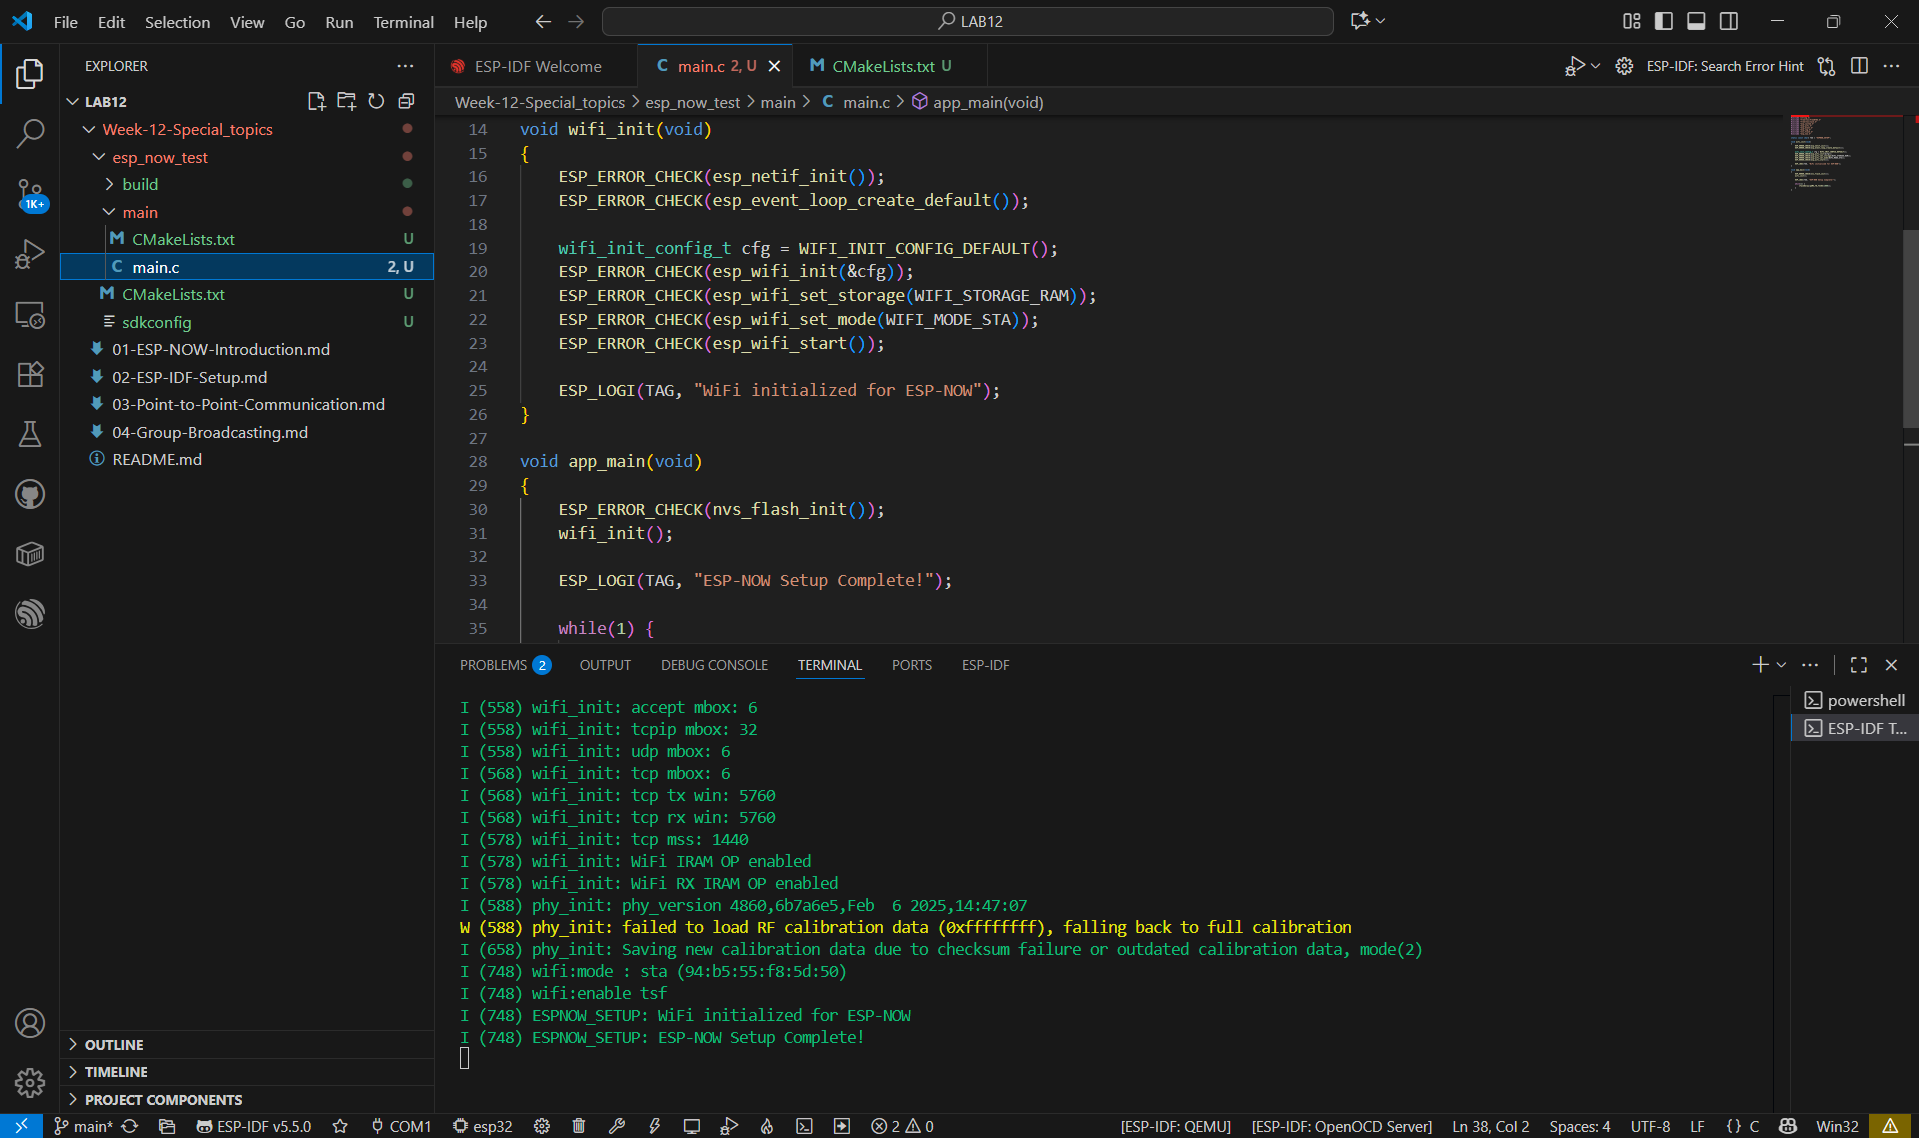 File Edit Selection View Go Run Terminal Help
LAB12
EXPLORER
LAB12
Week-12-Special_topics
esp_now_test
build
main
CMakeLists.txt U
main.c 2, U
CMakeLists.txt U
sdkconfig U
01-ESP-NOW-Introduction.md
02-ESP-IDF-Setup.md
03-Point-to-Point-Communication.md
04-Group-Broadcasting.md
README.md
1K+
OUTLINE
TIMELINE
PROJECT COMPONENTS
ESP-IDF Welcome
main.c 2, U
CMakeLists.txt U
ESP-IDF: Search Error Hint
Week-12-Special_topics > esp_now_test > main > C main.c > app_main(void)
14 void wifi_init(void)
15 {
16 ESP_ERROR_CHECK(esp_netif_init());
17 ESP_ERROR_CHECK(esp_event_loop_create_default());
18
19 wifi_init_config_t cfg = WIFI_INIT_CONFIG_DEFAULT();
20 ESP_ERROR_CHECK(esp_wifi_init(&cfg));
21 ESP_ERROR_CHECK(esp_wifi_set_storage(WIFI_STORAGE_RAM));
22 ESP_ERROR_CHECK(esp_wifi_set_mode(WIFI_MODE_STA));
23 ESP_ERROR_CHECK(esp_wifi_start());
24
25 ESP_LOGI(TAG, "WiFi initialized for ESP-NOW");
26 }
27
28 void app_main(void)
29 {
30 ESP_ERROR_CHECK(nvs_flash_init());
31 wifi_init();
32
33 ESP_LOGI(TAG, "ESP-NOW Setup Complete!");
34
35 while(1) {
PROBLEMS 2 OUTPUT DEBUG CONSOLE TERMINAL PORTS ESP-IDF
I (558) wifi_init: accept mbox: 6
I (558) wifi_init: tcpip mbox: 32
I (558) wifi_init: udp mbox: 6
I (568) wifi_init: tcp mbox: 6
I (568) wifi_init: tcp tx win: 5760
I (568) wifi_init: tcp rx win: 5760
I (578) wifi_init: tcp mss: 1440
I (578) wifi_init: WiFi IRAM OP enabled
I (578) wifi_init: WiFi RX IRAM OP enabled
I (588) phy_init: phy_version 4860,6b7a6e5,Feb  6 2025,14:47:07
W (588) phy_init: failed to load RF calibration data (0xffffffff), falling back to full calibration
I (658) phy_init: Saving new calibration data due to checksum failure or outdated calibration data, mode(2)
I (748) wifi:mode : sta (94:b5:55:f8:5d:50)
I (748) wifi:enable tsf
I (748) ESPNOW_SETUP: WiFi initialized for ESP-NOW
I (748) ESPNOW_SETUP: ESP-NOW Setup Complete!
powershell
ESP-IDF T...
main* ESP-IDF v5.5.0 COM1 esp32 2 0 [ESP-IDF: QEMU] [ESP-IDF: OpenOCD Server] Ln 38, Col 2 Spaces: 4 UTF-8 LF {} C Win32